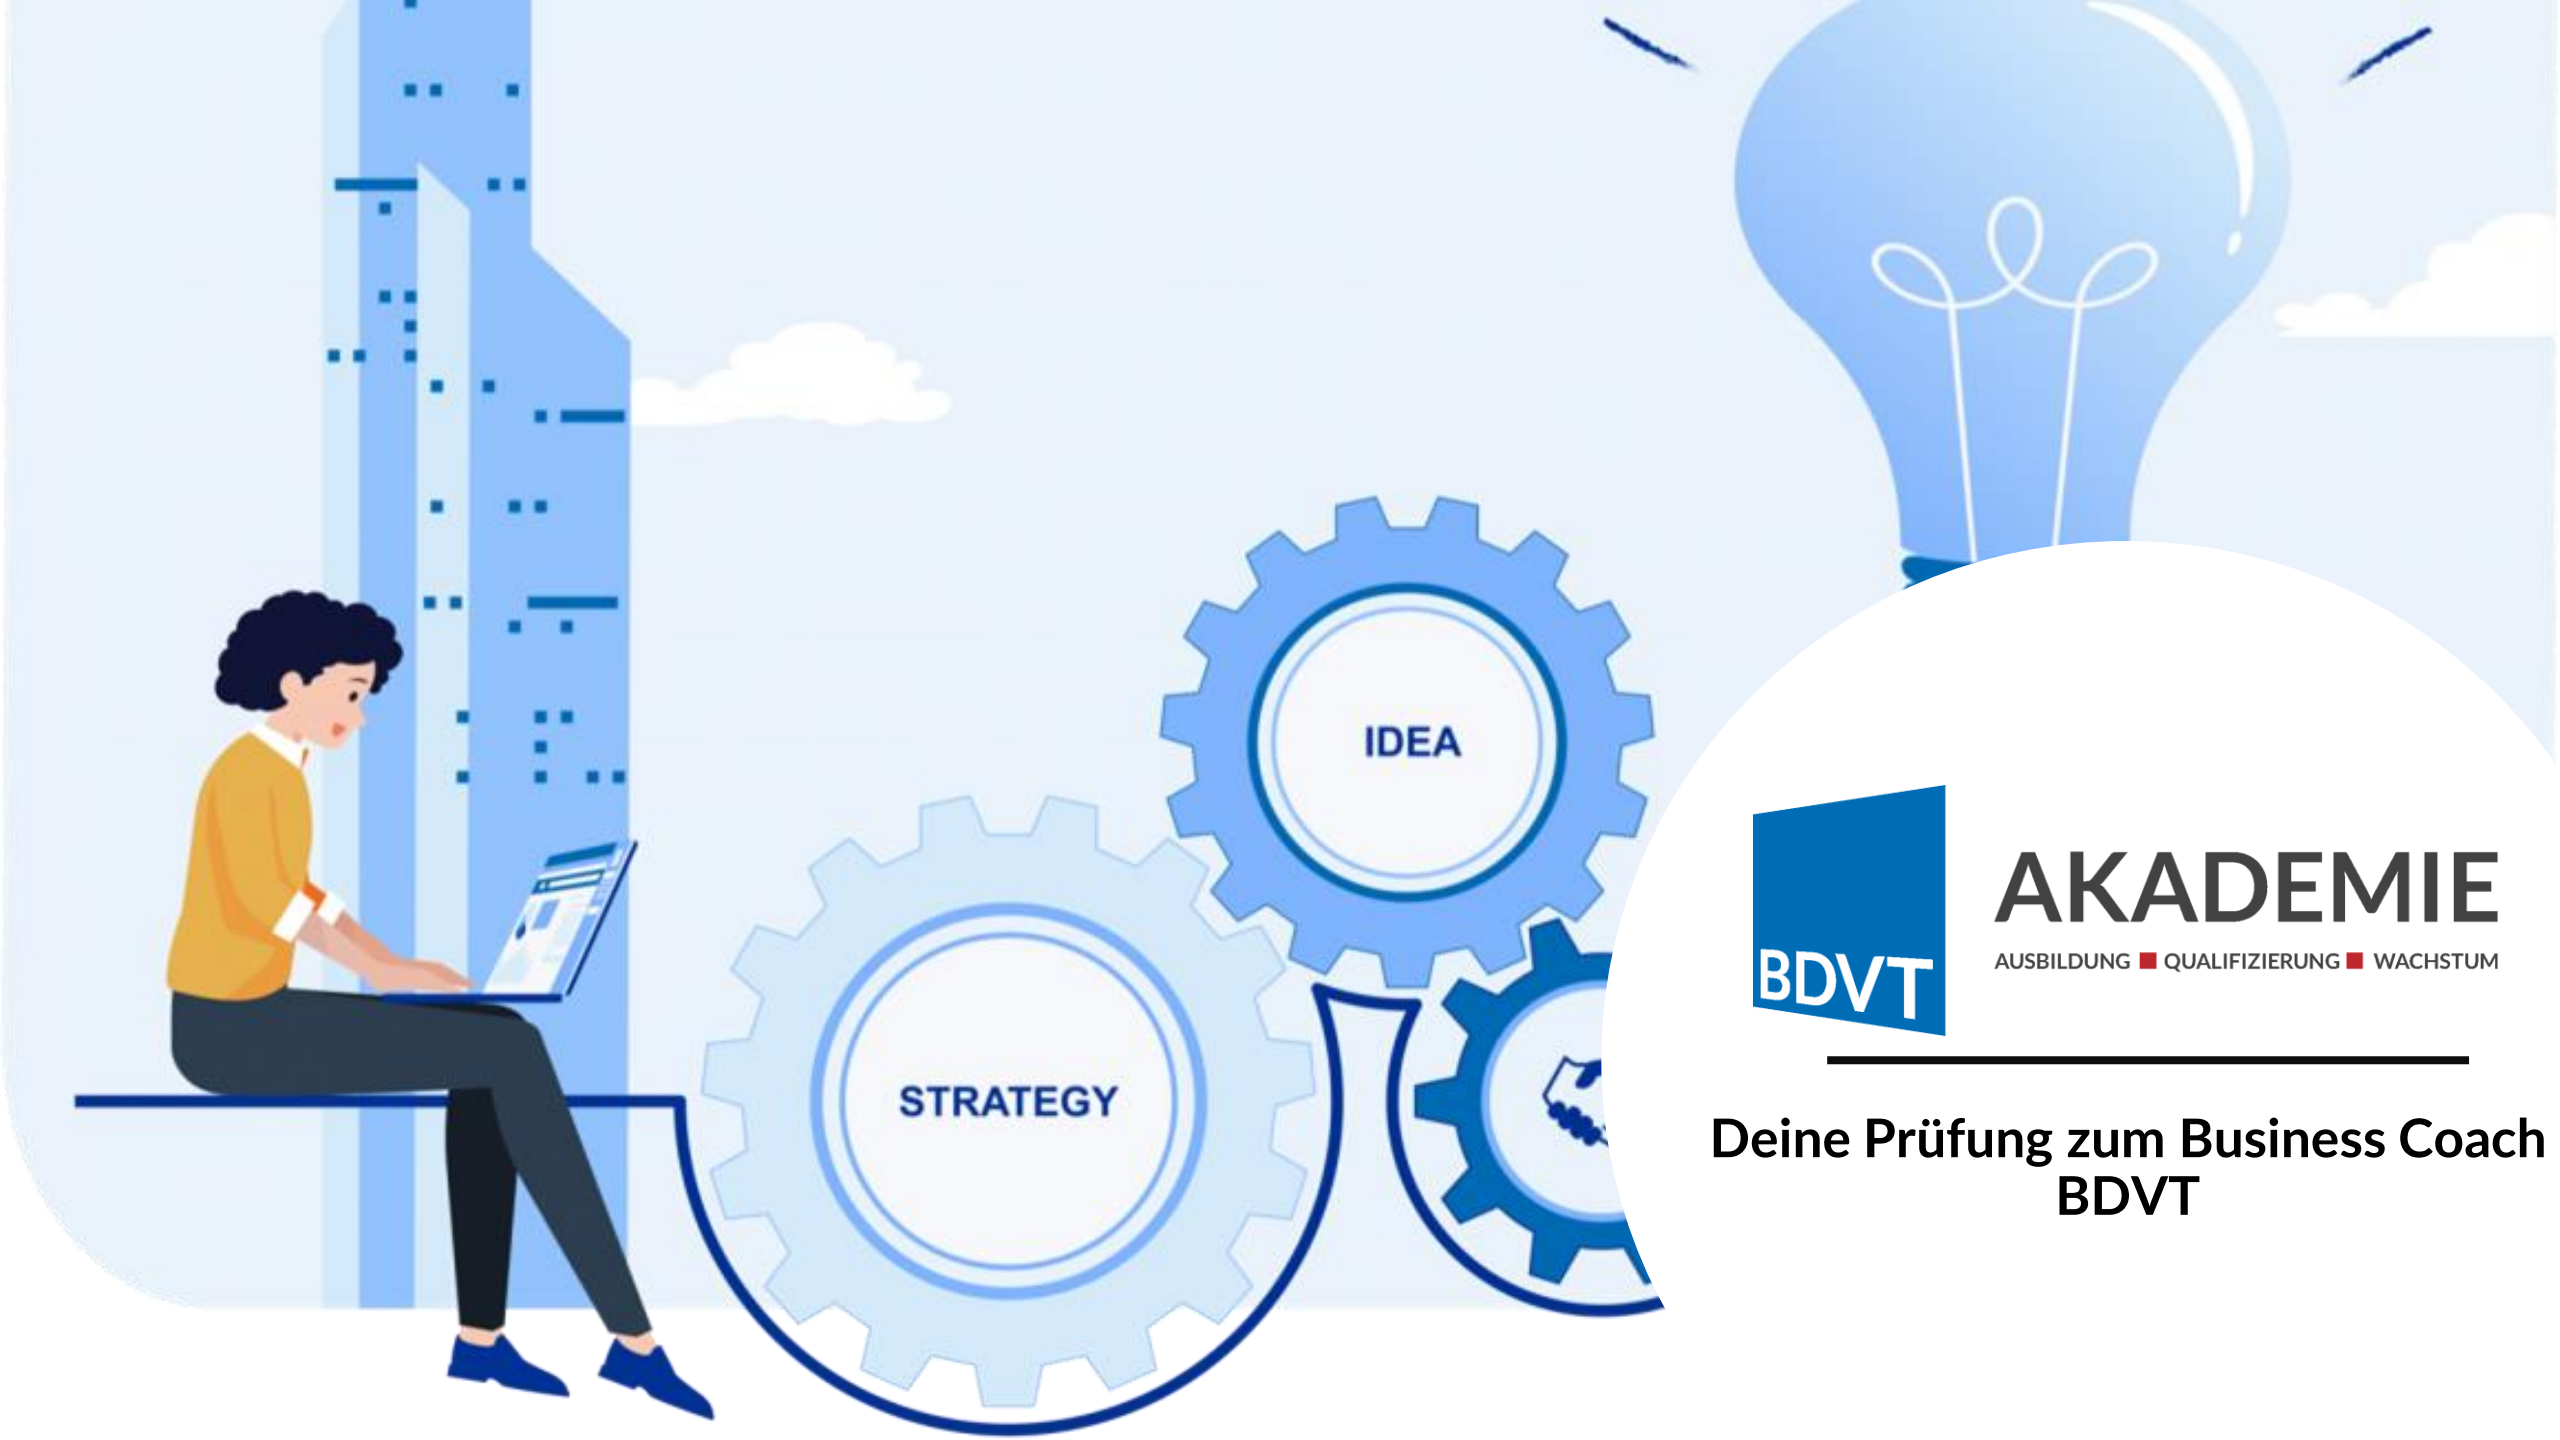 IDEA
STRATEGY
BDVT
AKADEMIE
AUSBILDUNG ■ QUALIFIZIERUNG ■ WACHSTUM
Deine Prüfung zum Business Coach
BDVT